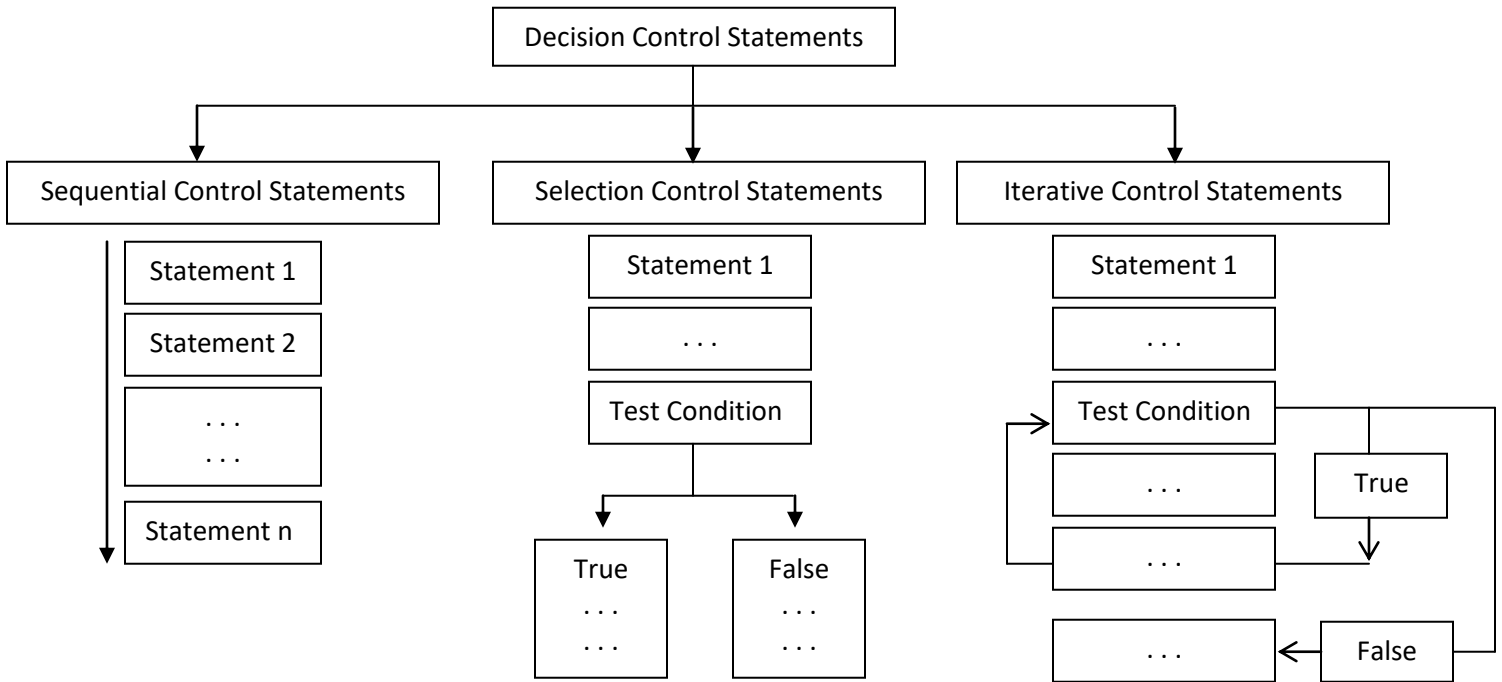 Decision Control Statements
Sequential Control Statements
Statement 1
Statement 2
. . .
. . .
Statement n
Selection Control Statements
Statement 1
. . .
Test Condition
True
. . .
. . .
False
. . .
. . .
Iterative Control Statements
Statement 1
. . .
Test Condition
. . .
True
. . .
. . .
False